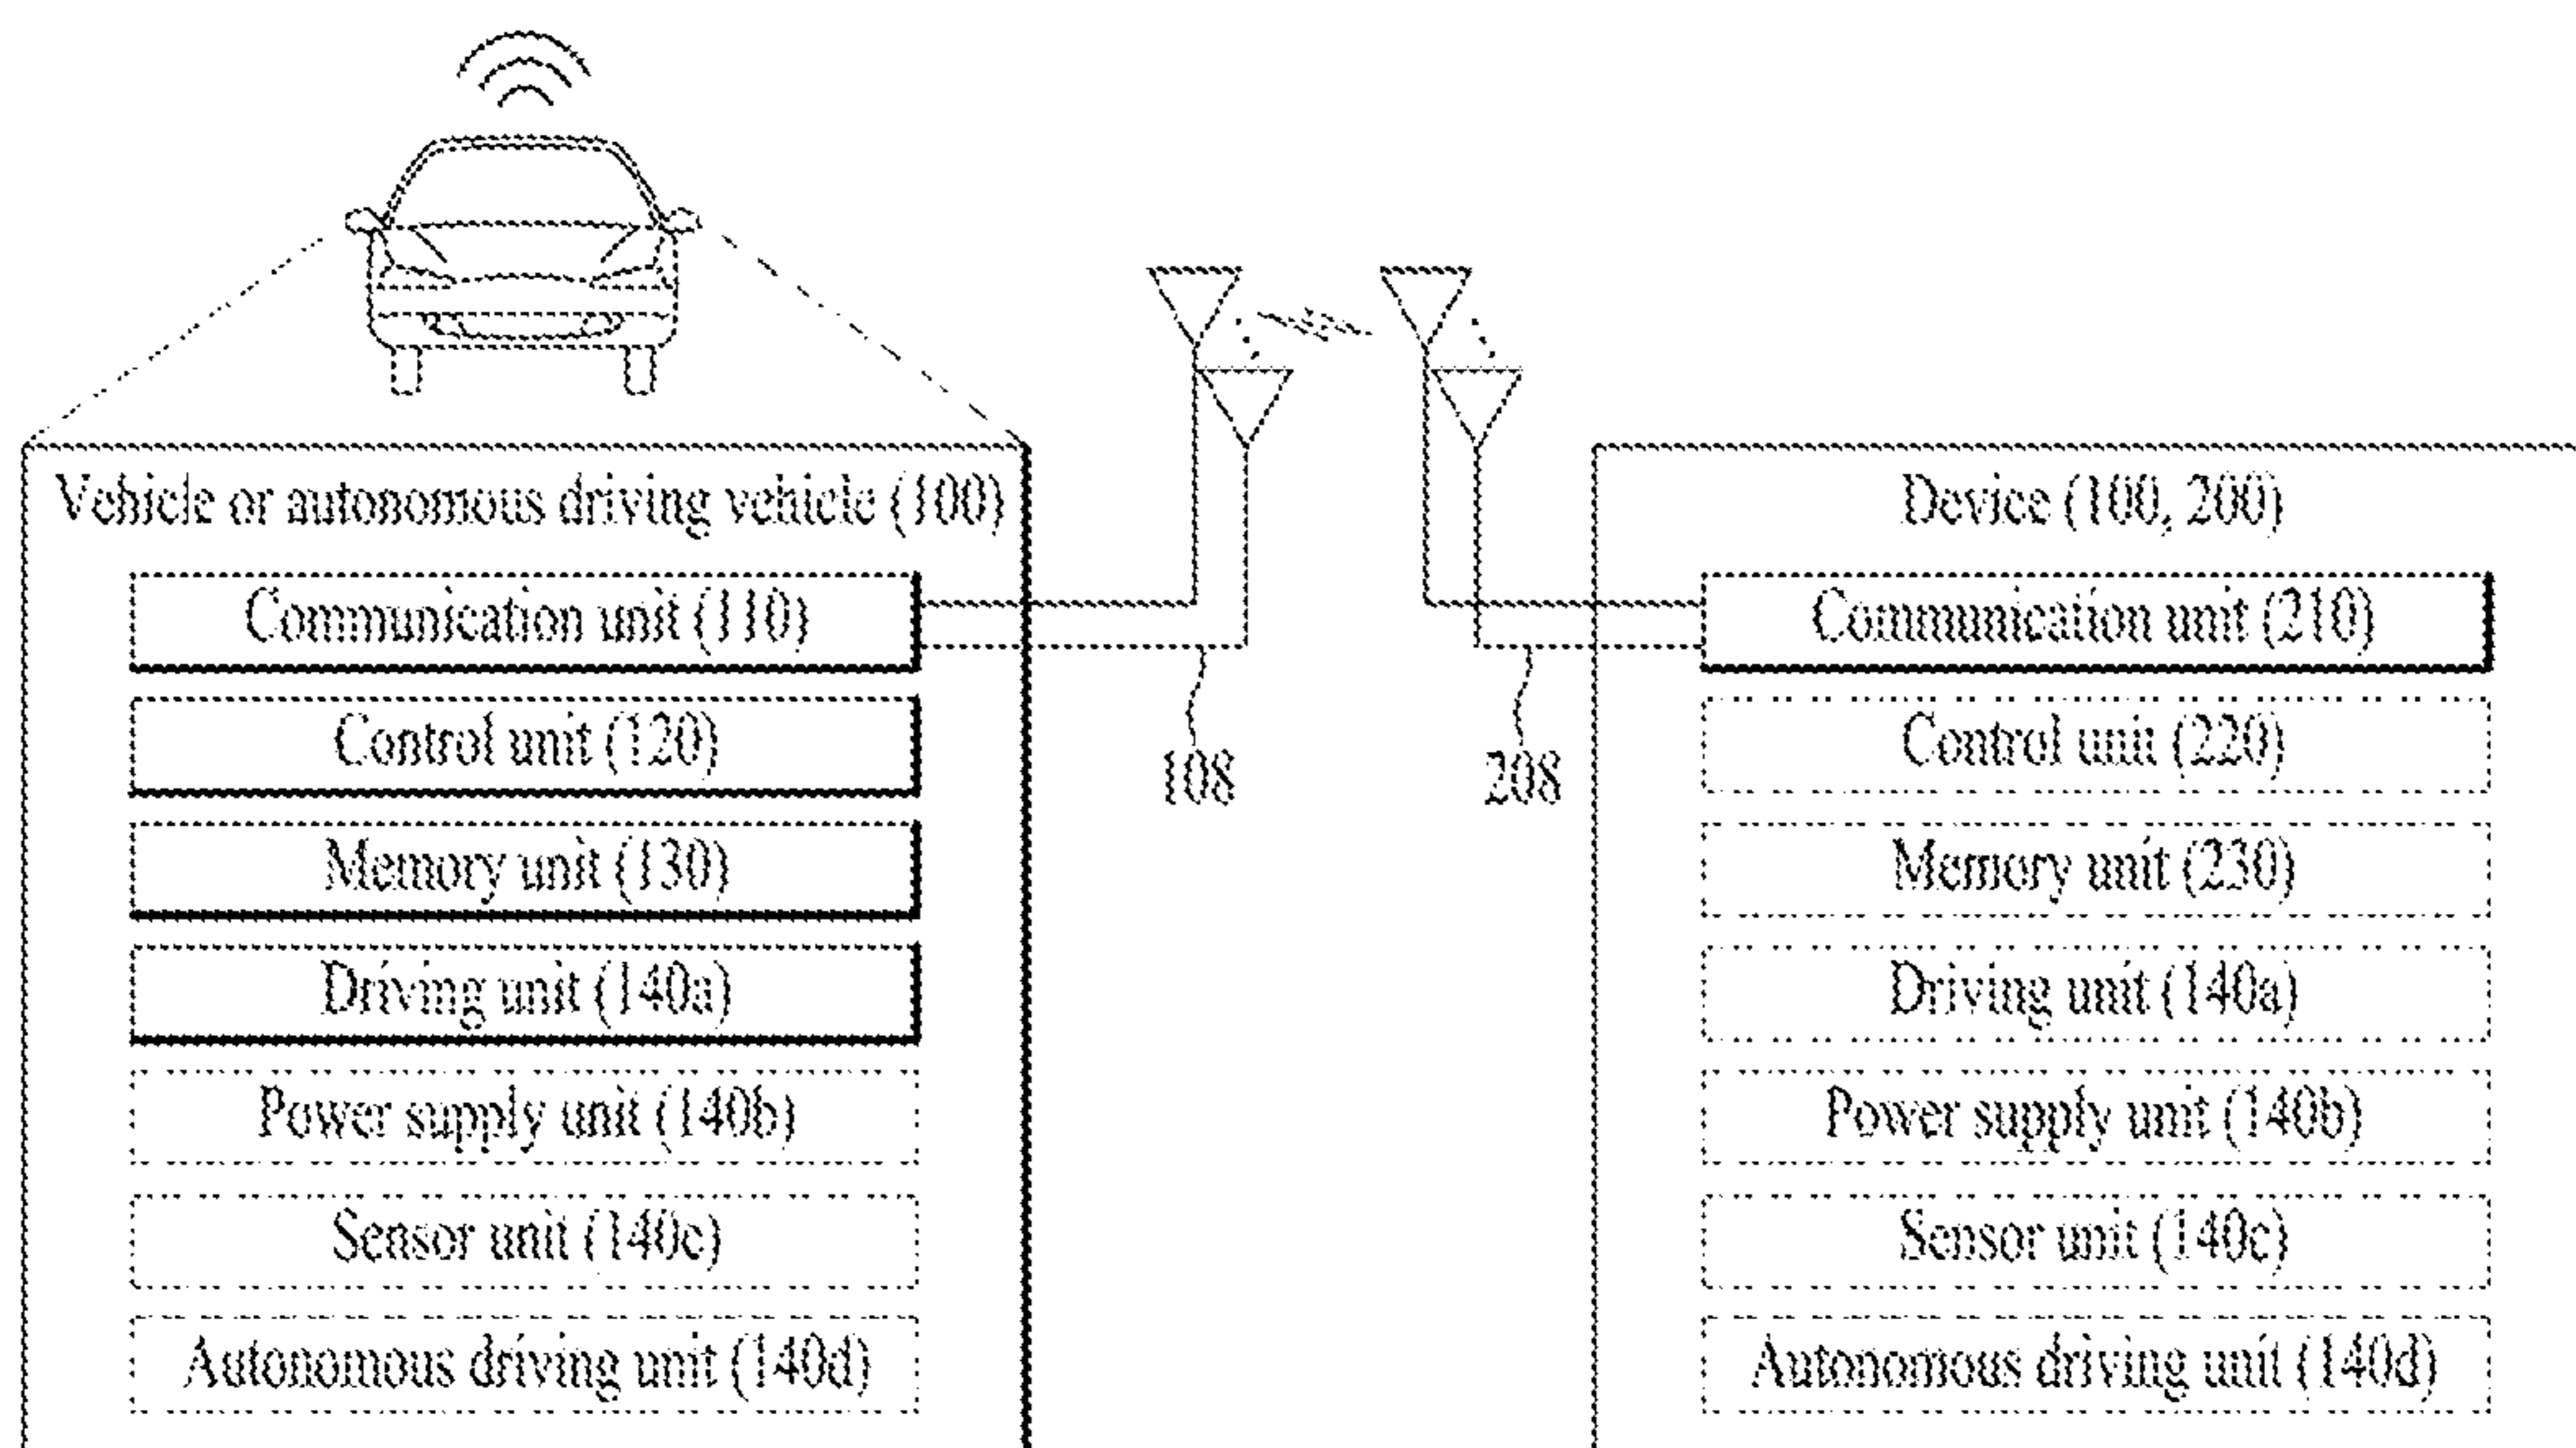 Vehicle or autonomous driving vehicle (100)
Communication unit (110)
Control unit (120)
Memory unit (130)
Driving unit (140a)
Power supply unit (140b)
Sensor unit (140c)
Autonomous driving unit (140d)
108
208
Device (100, 200)
Communication unit (210)
Control unit (220)
Memory unit (230)
Driving unit (140a)
Power supply unit (140b)
Sensor unit (140c)
Autonomous driving unit (140d)